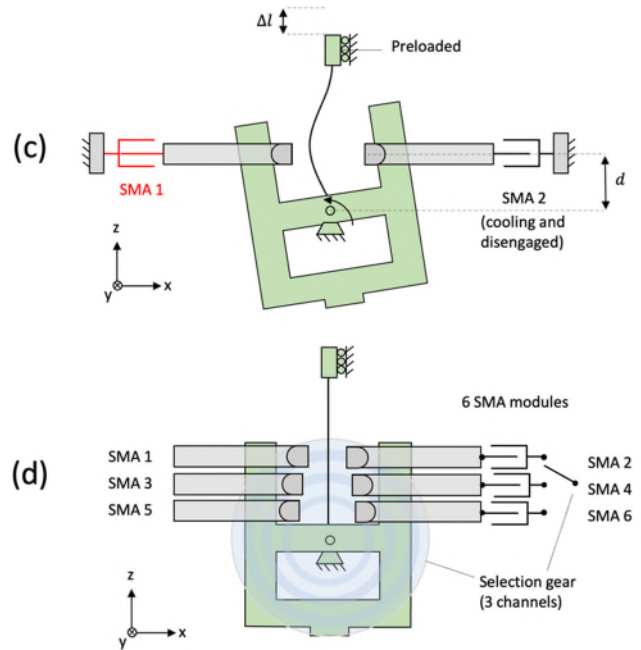 Δl
Preloaded
(c)
SMA 1
d
SMA 2
(cooling and
disengaged)
z
y
x
6 SMA modules
(d)
SMA 1
SMA 2
SMA 3
SMA 4
SMA 5
SMA 6
Selection gear
(3 channels)
z
y
x